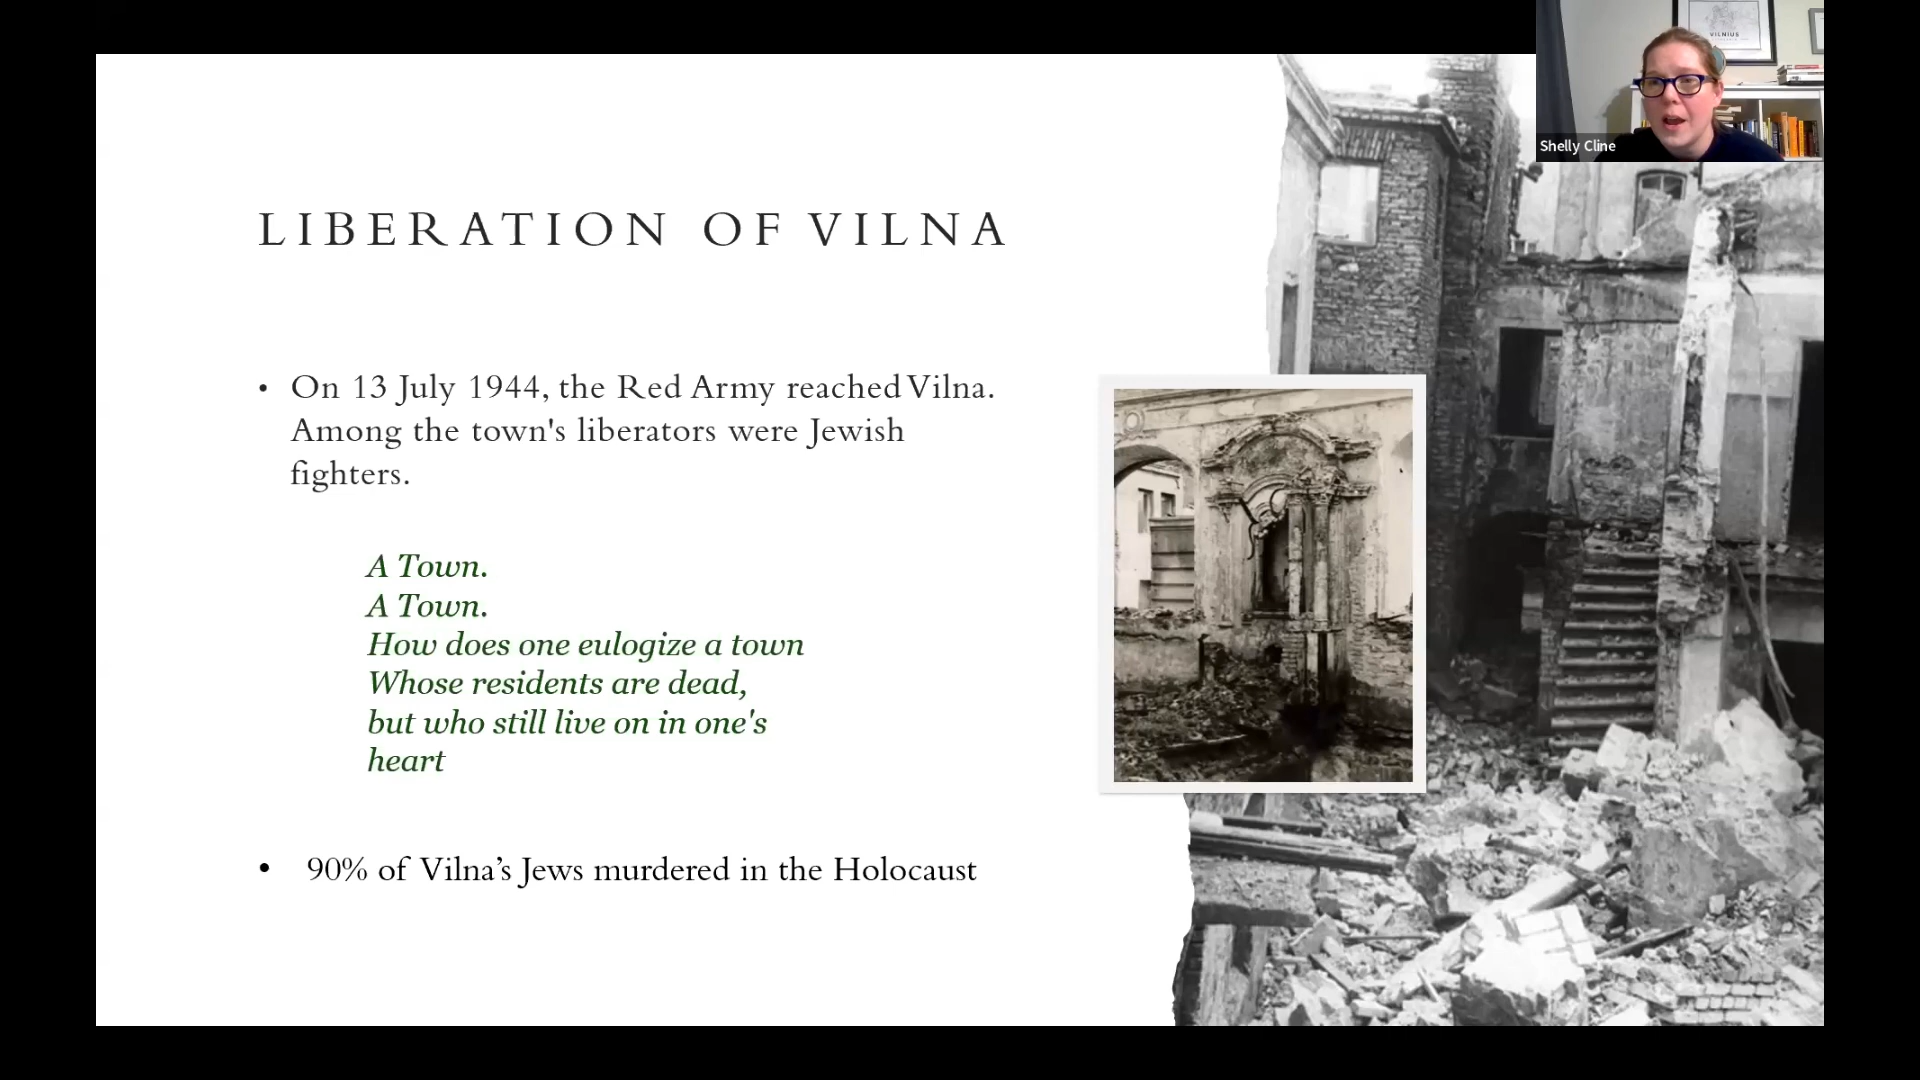 VILNIUS
Shelly Cline
LIBERATION OF VILNA
• On 13 July 1944, the Red Army reached Vilna.
Among the town's liberators were Jewish
fighters.
A Town.
A Town.
How does one eulogize a town
Whose residents are dead,
but who still live on in one's
heart
• 90% of Vilna’s Jews murdered in the Holocaust